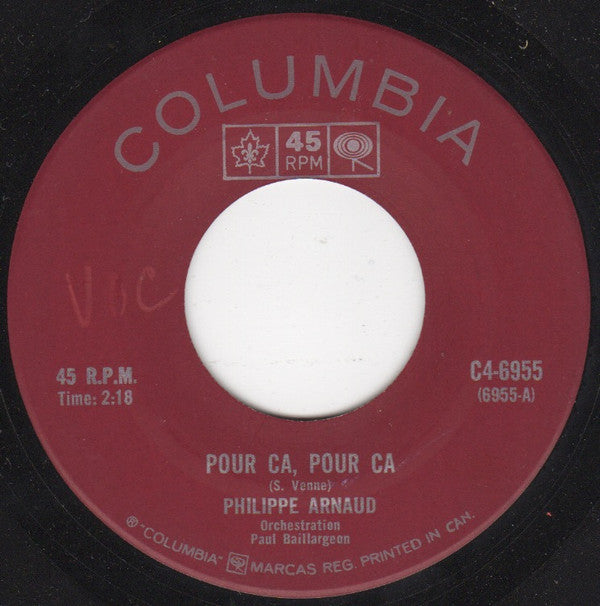 COLUMBIA
45
RPM
VOC
45 R.P.M.
Time: 2:18
C4-6955
(6955-A)
POUR CA, POUR CA
(S. Venne)
PHILIPPE ARNAUD
Orchestration
Paul Baillargeon
® "COLUMBIA" MARCAS REG. PRINTED IN CAN.